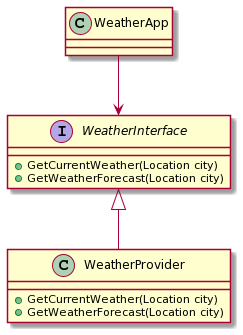 C WeatherApp
I WeatherInterface
GetCurrentWeather(Location city)
GetWeatherForecast(Location city)
C WeatherProvider
GetCurrentWeather(Location city)
GetWeatherForecast(Location city)